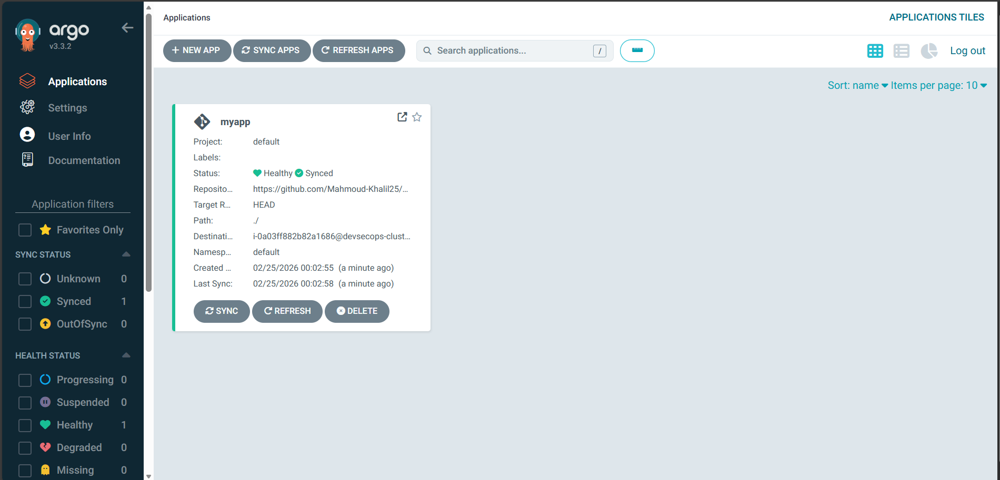 argo
v3.3.2
Applications
Settings
User Info
Documentation
Application filters
Favorites Only
SYNC STATUS
Unknown 0
Synced 1
OutOfSync 0
HEALTH STATUS
Progressing 0
Suspended 0
Healthy 1
Degraded 0
Missing 0
Applications
APPLICATIONS TILES
+ NEW APP SYNC APPS REFRESH APPS Search applications... / Log out
Sort: name Items per page: 10
myapp
Project: default
Labels:
Status: Healthy Synced
Reposito... https://github.com/Mahmoud-Khalil25/...
Target R... HEAD
Path: ./
Destinati... i-0a03ff882b82a1686@devsecops-clust...
Namesp... default
Created ... 02/25/2026 00:02:55 (a minute ago)
Last Sync: 02/25/2026 00:02:58 (a minute ago)
SYNC REFRESH DELETE